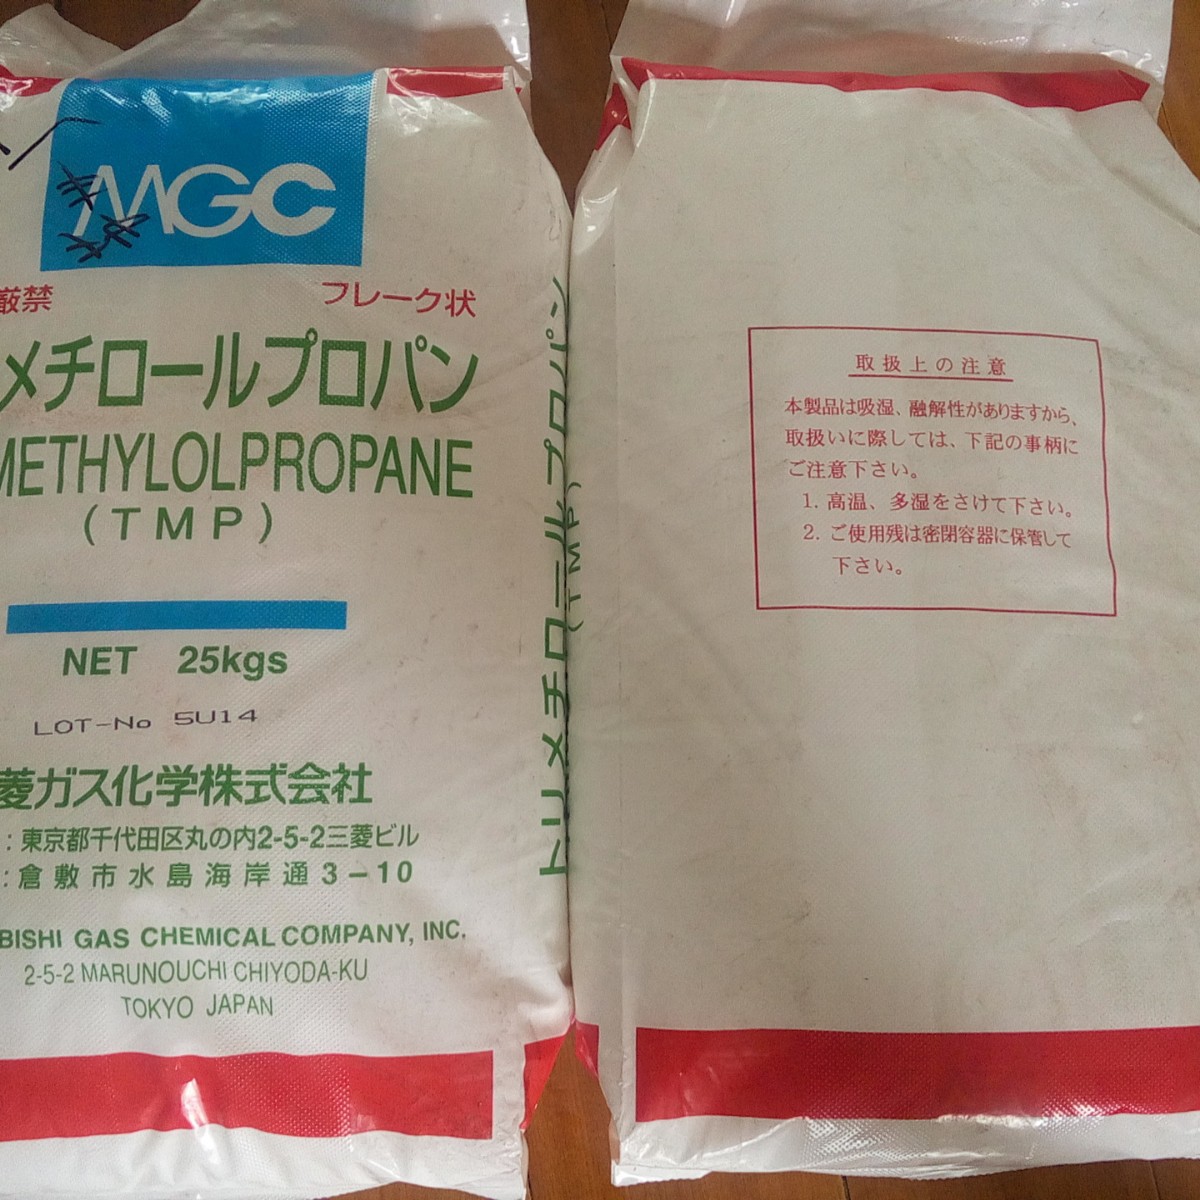 MGC
厳禁 フレーク状
メチロールプロパン
METHYLOLPROPANE
(TMP)
NET 25kgs
LOT-No 5U14
菱ガス化学株式会社
:東京都千代田区丸の内2-5-2三菱ビル
:倉敷市水島海岸通3-10
BISHI GAS CHEMICAL COMPANY, INC.
2-5-2 MARUNOUCHI CHIYODA-KU
TOKYO JAPAN
トリメチロールプロパン
(TMP)
取扱上の注意
本製品は吸湿、融解性がありますから、
取扱いに際しては、下記の事柄に
ご注意下さい。
1. 高温、多湿をさけて下さい。
2. ご使用残は密閉容器に保管して
下さい。